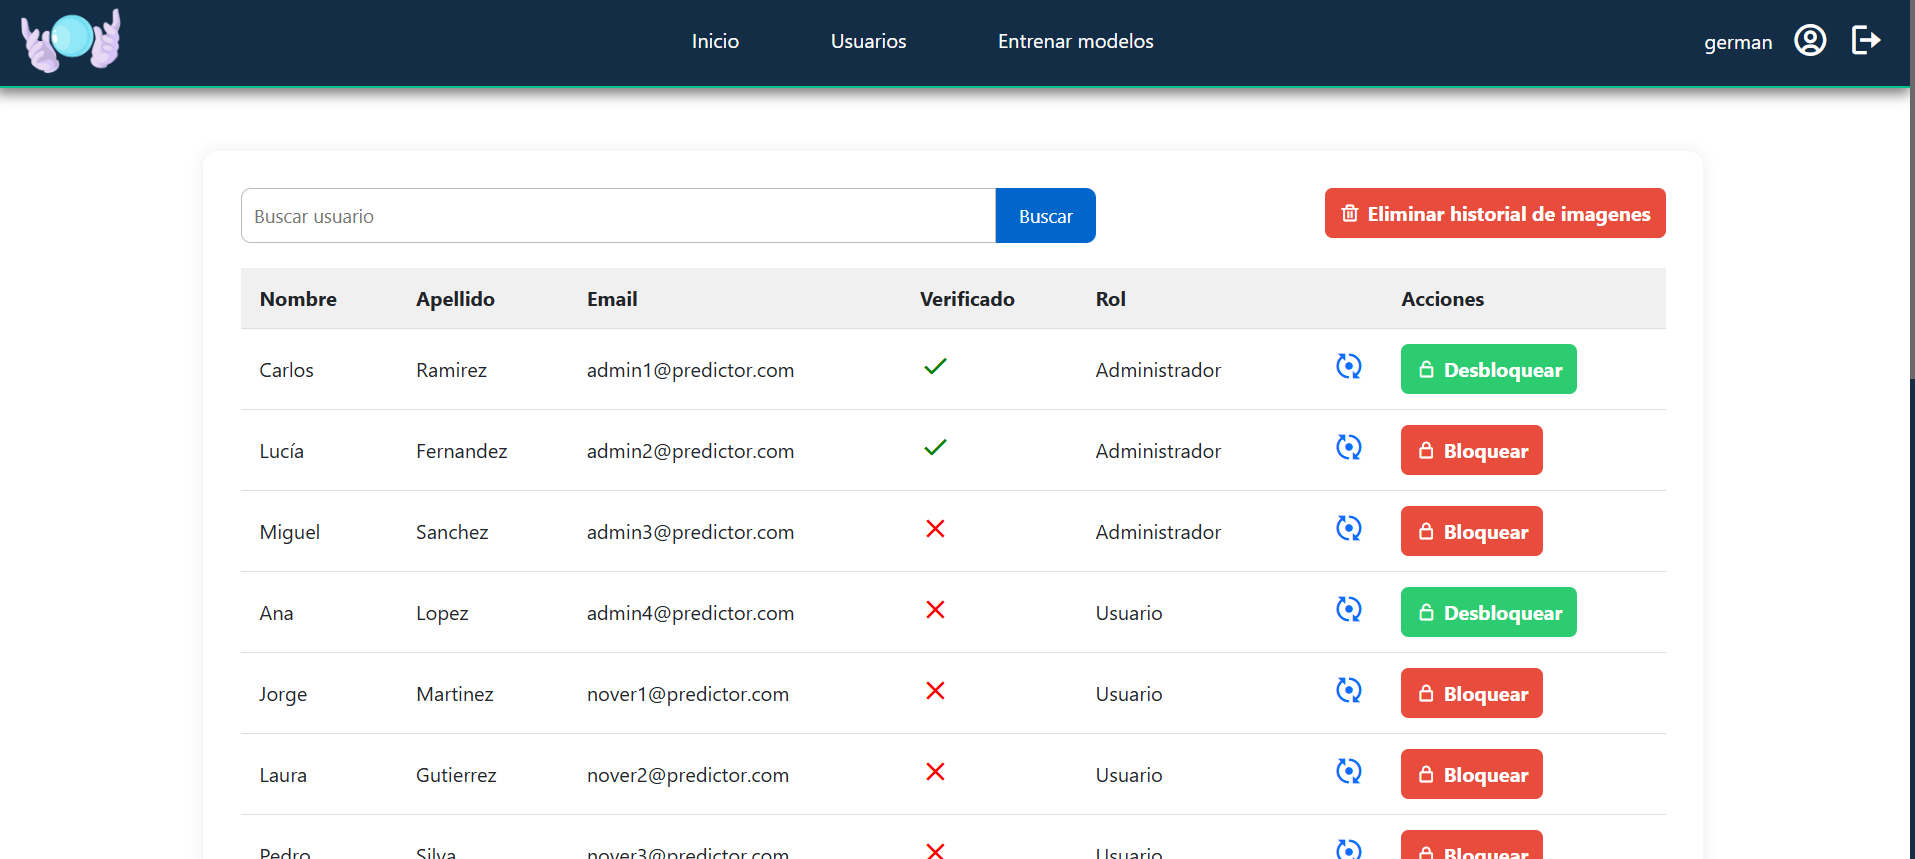 Inicio Usuarios Entrenar modelos german
Buscar usuario Buscar Eliminar historial de imagenes
Nombre Apellido Email Verificado Rol Acciones
Carlos Ramirez admin1@predictor.com Administrador Desbloquear
Lucía Fernandez admin2@predictor.com Administrador Bloquear
Miguel Sanchez admin3@predictor.com Administrador Bloquear
Ana Lopez admin4@predictor.com Usuario Desbloquear
Jorge Martinez nover1@predictor.com Usuario Bloquear
Laura Gutierrez nover2@predictor.com Usuario Bloquear
Pedro Silva nover3@predictor.com Usuario Bloquear